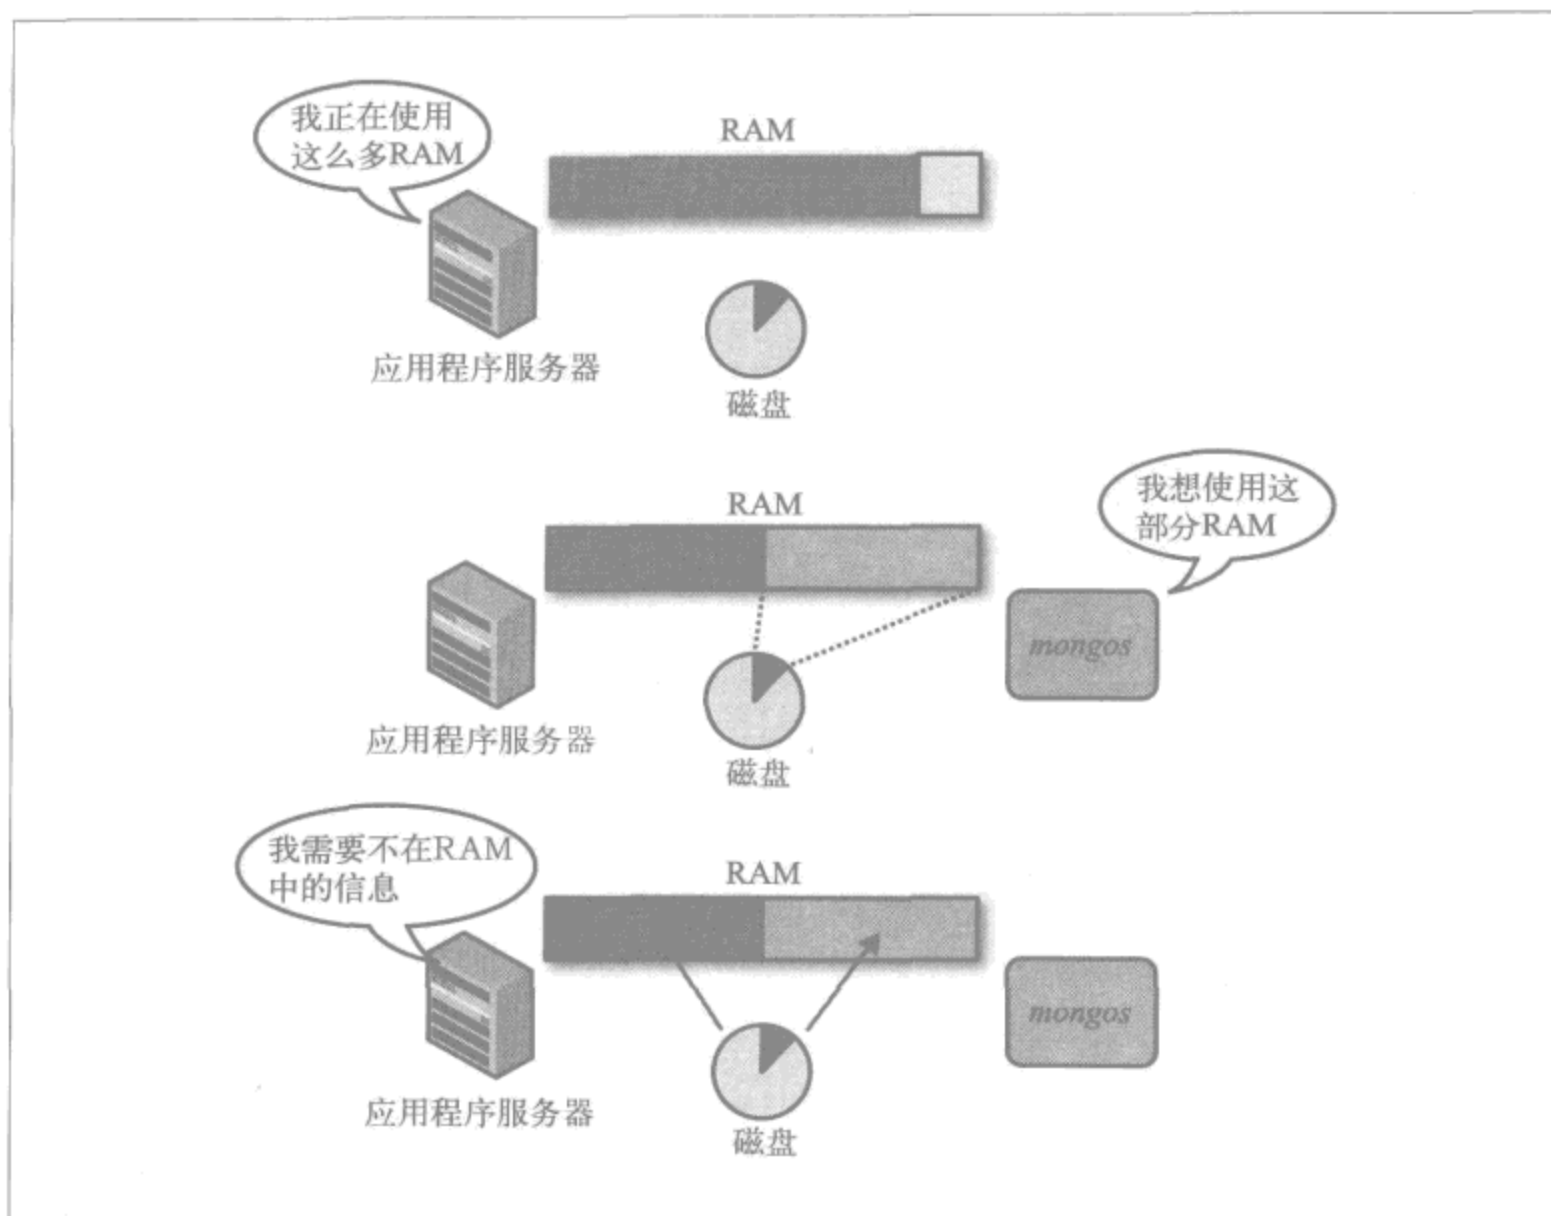 我正在使用
这么多RAM
RAM
应用程序服务器
磁盘
RAM
我想使用这
部分RAM
mongos
应用程序服务器
磁盘
我需要不在RAM
中的信息
RAM
mongos
应用程序服务器
磁盘